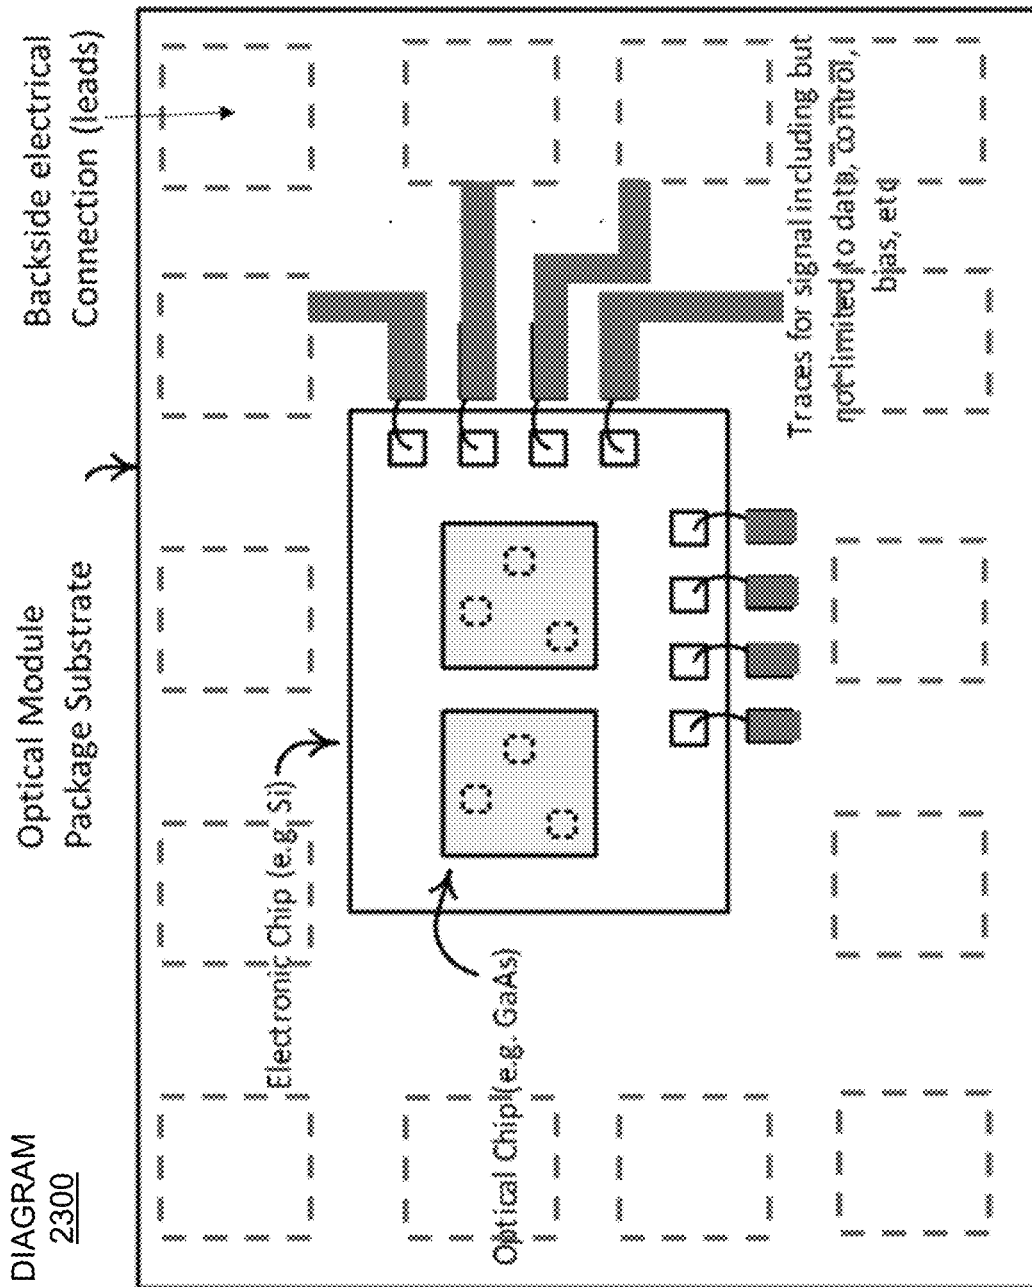 DIAGRAM
2300
Optical Module
Package Substrate
Backside electrical
Connection (leads)
Electronic Chip (e.g. Si)
Optical Chip (e.g. GaAs)
Traces for signal including but
not limited to data, control,
bias, etc